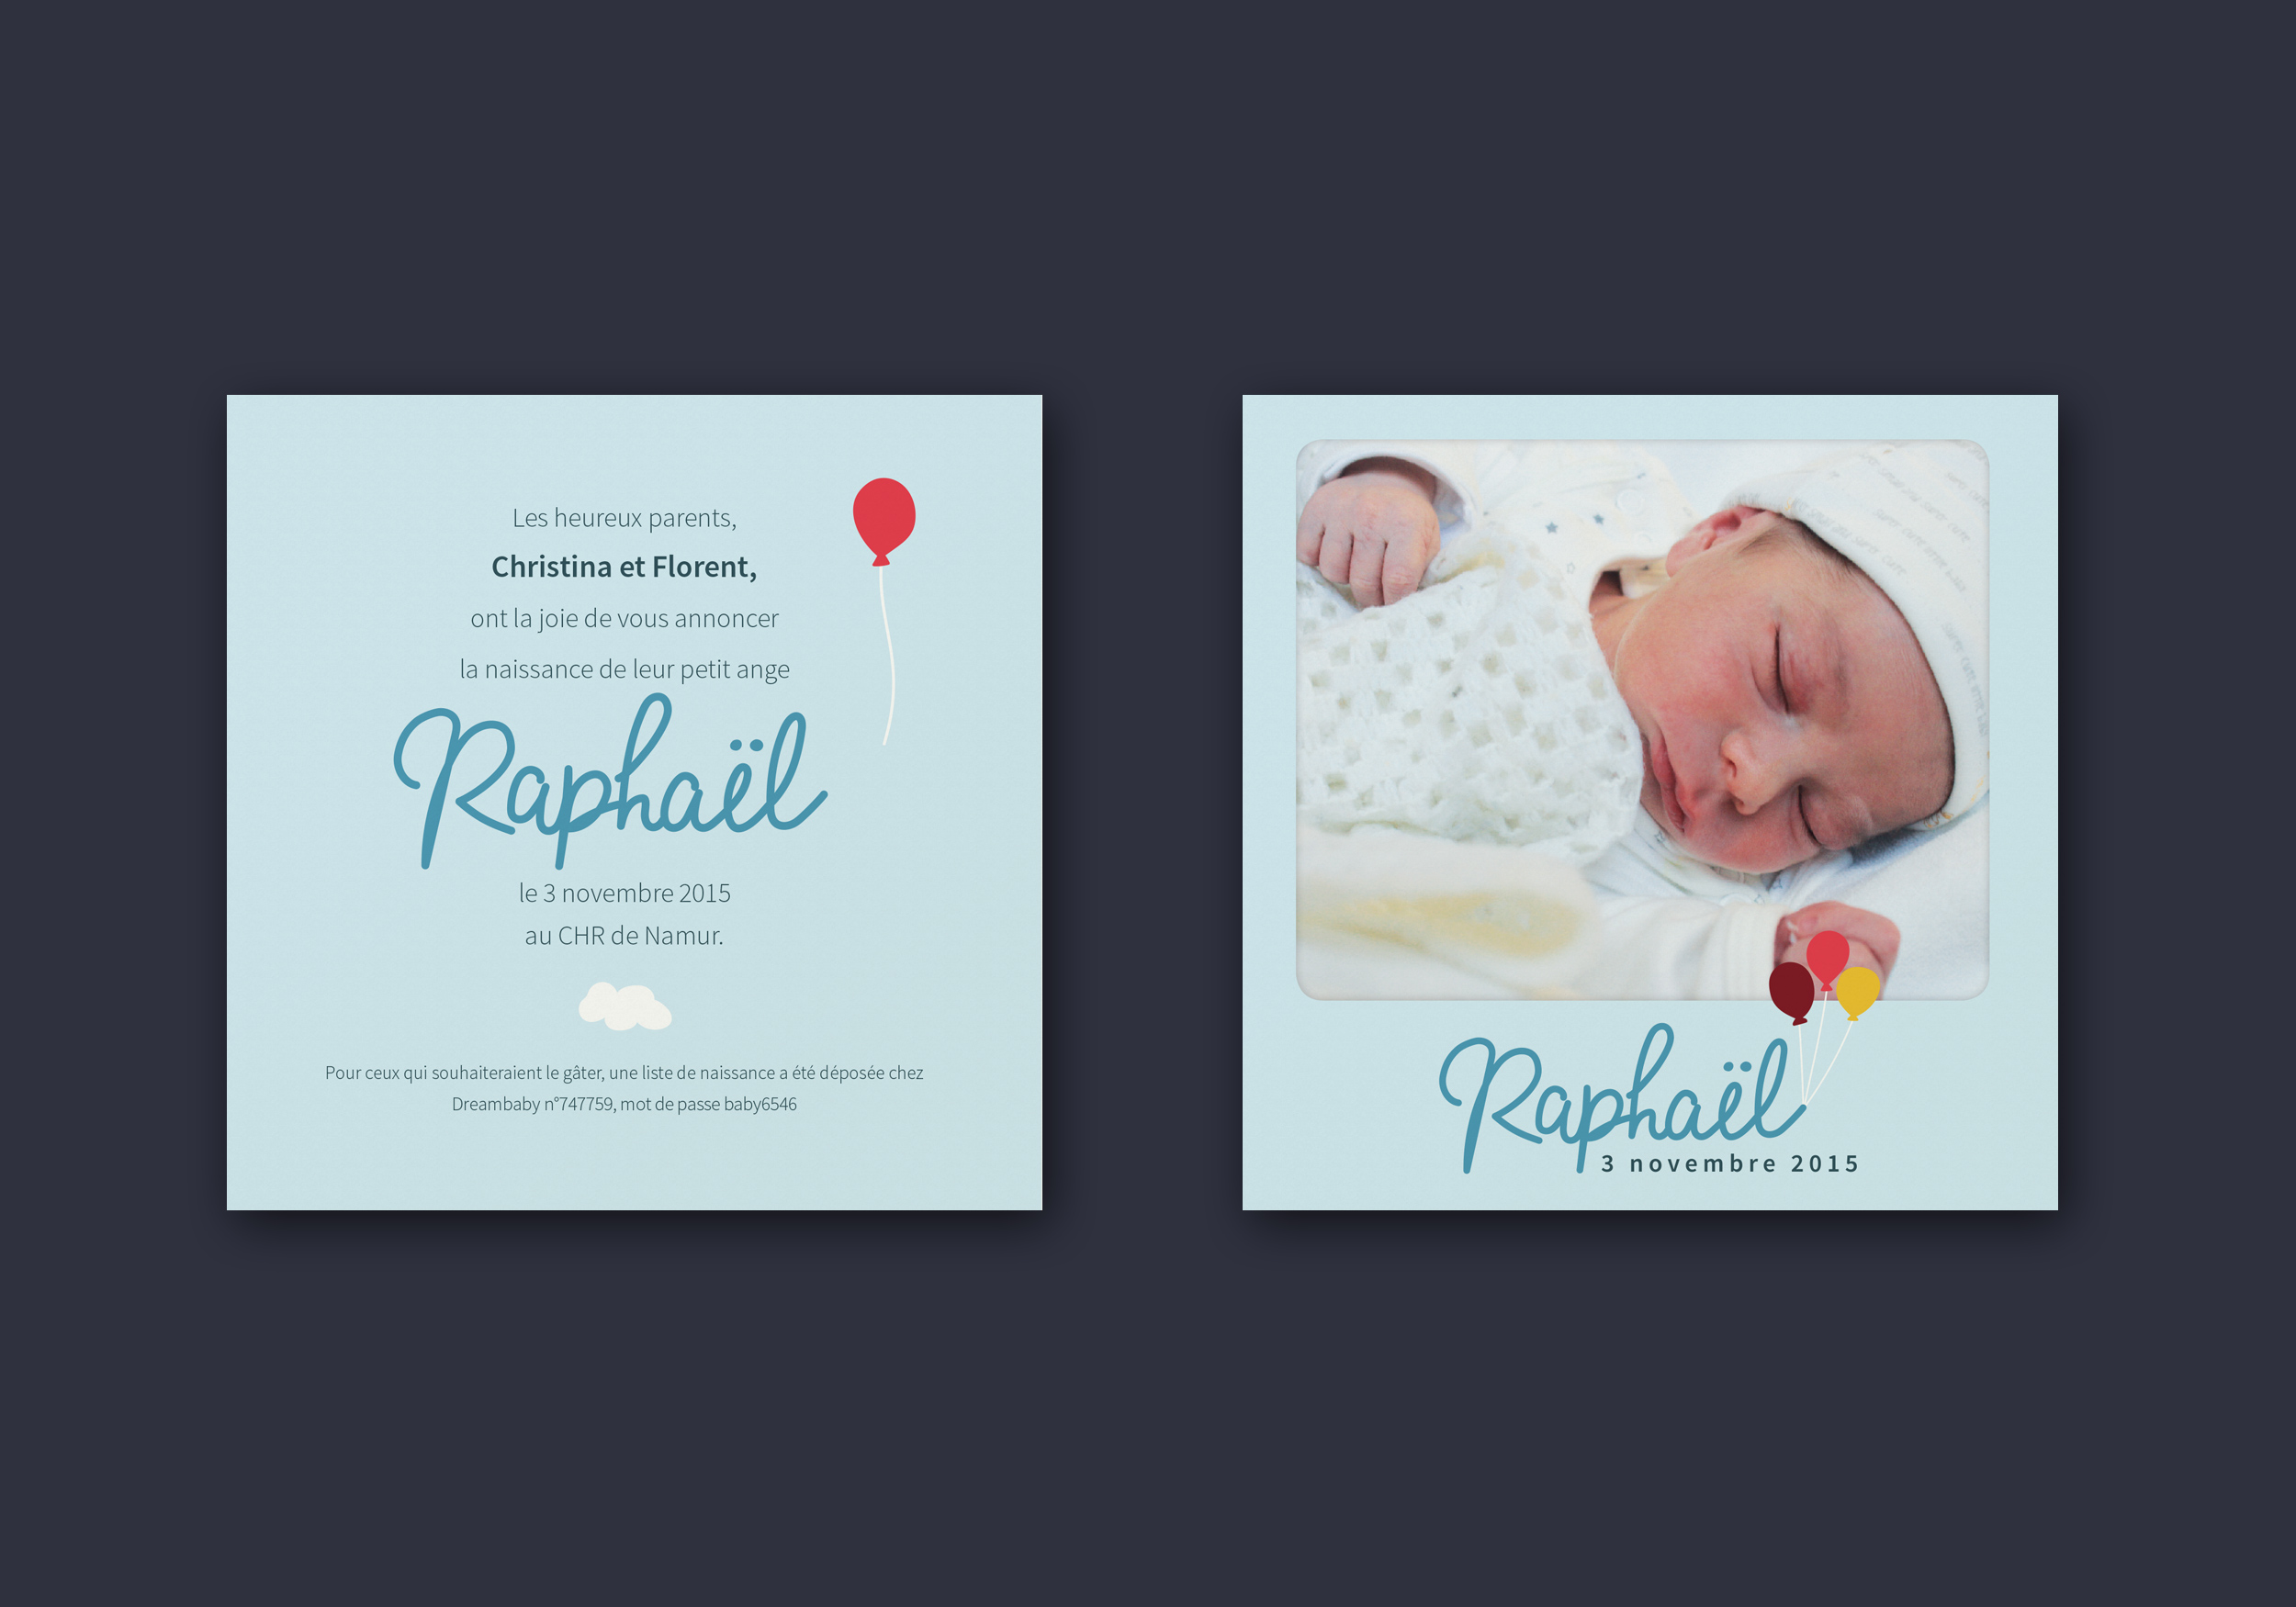 Les heureux parents,
Christina et Florent,
ont la joie de vous annoncer
la naissance de leur petit ange
Raphaël
le 3 novembre 2015
au CHR de Namur.
Pour ceux qui souhaiteraient le gâter, une liste de naissance a été déposée chez
Dreambaby n°747759, mot de passe baby6546
Raphaël
3 novembre 2015